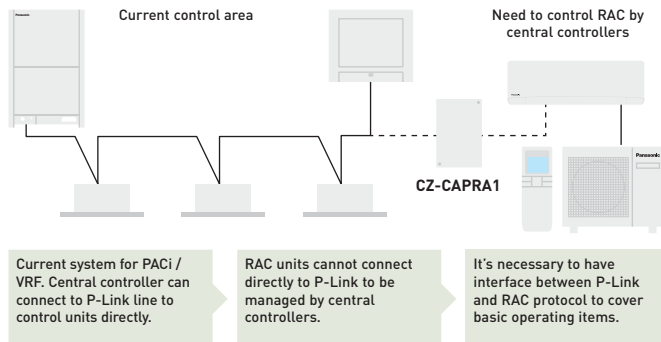 Current control area
Need to control RAC by
central controllers
Panasonic
Panasonic
CZ-CAPRA1
Current system for PACi /
VRF. Central controller can
connect to P-Link line to
control units directly.
RAC units cannot connect
directly to P-Link to be
managed by central
controllers.
It's necessary to have
interface between P-Link
and RAC protocol to cover
basic operating items.